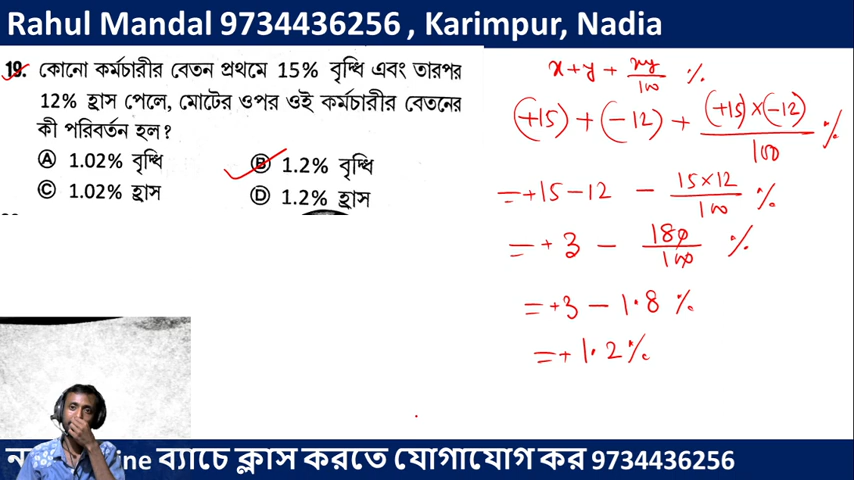 Rahul Mandal 9734436256 , Karimpur, Nadia
19. কোনো কর্মচারীর বেতন প্রথমে 15% বৃদ্ধি এবং তারপর
12% হ্রাস পেলে, মোটের ওপর ওই কর্মচারীর বেতনের
কী পরিবর্তন হল?
A 1.02% বৃদ্ধি
B 1.2% বৃদ্ধি
C 1.02% হ্রাস
D 1.2% হ্রাস
x+y+ xy/100 %
(+15) + (-12) + (+15)×(-12)/100 %
= +15-12 - 15×12/100 %
= +3 - 180/100 %
= +3 - 1.8 %
= +1.2%
ine ব্যাচে ক্লাস করতে যোগাযোগ কর 9734436256